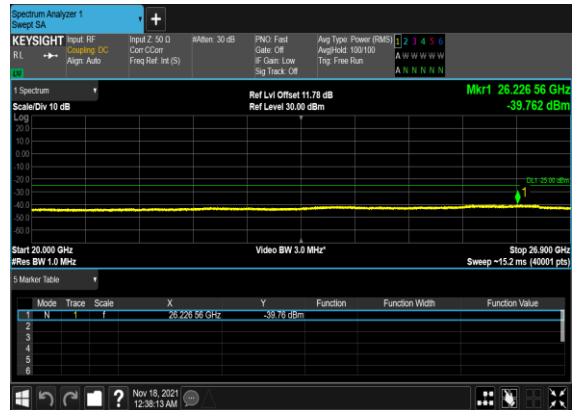 Spectrum Analyzer 1
Swept SA
+
KEYSIGHT Input: RF Input Z: 50 Ω #Atten: 30 dB PNO: Fast Avg Type: Power (RMS) 1 2 3 4 5 6
RL Coupling: DC Corr CCorr Gate: Off Avg|Hold: 100/100 A W W W W W
Align: Auto Freq Ref: Int (S) IF Gain: Low Trig: Free Run
Sig Track: Off A N N N N N
1 Spectrum Ref Lvl Offset 11.78 dB Mkr1 26.226 56 GHz
Scale/Div 10 dB Ref Level 30.00 dBm -39.762 dBm
Log
20.0
10.0
0.00
-10.0
-20.0
DL1 -25.00 dBm
-30.0
1
-40.0
-50.0
-60.0
Start 20.000 GHz Video BW 3.0 MHz* Stop 26.900 GHz
#Res BW 1.0 MHz Sweep ~15.2 ms (40001 pts)
5 Marker Table
Mode Trace Scale X Y Function Function Width Function Value
1 N 1 f 26.226 56 GHz -39.76 dBm
2
3
4
5
6
? Nov 18, 2021
12:38:13 AM